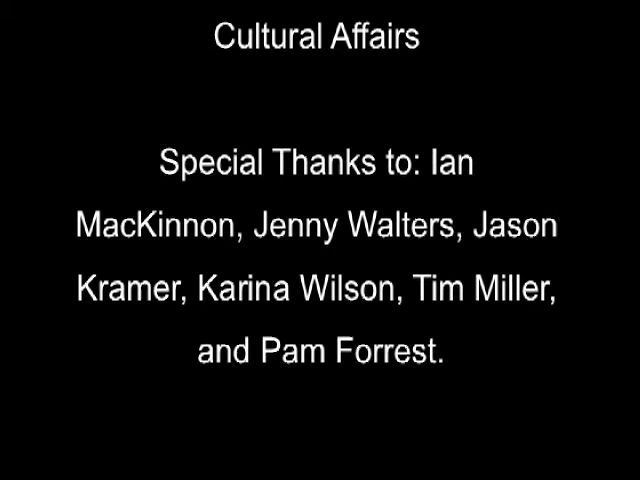 Cultural Affairs
Special Thanks to: Ian
MacKinnon, Jenny Walters, Jason
Kramer, Karina Wilson, Tim Miller,
and Pam Forrest.